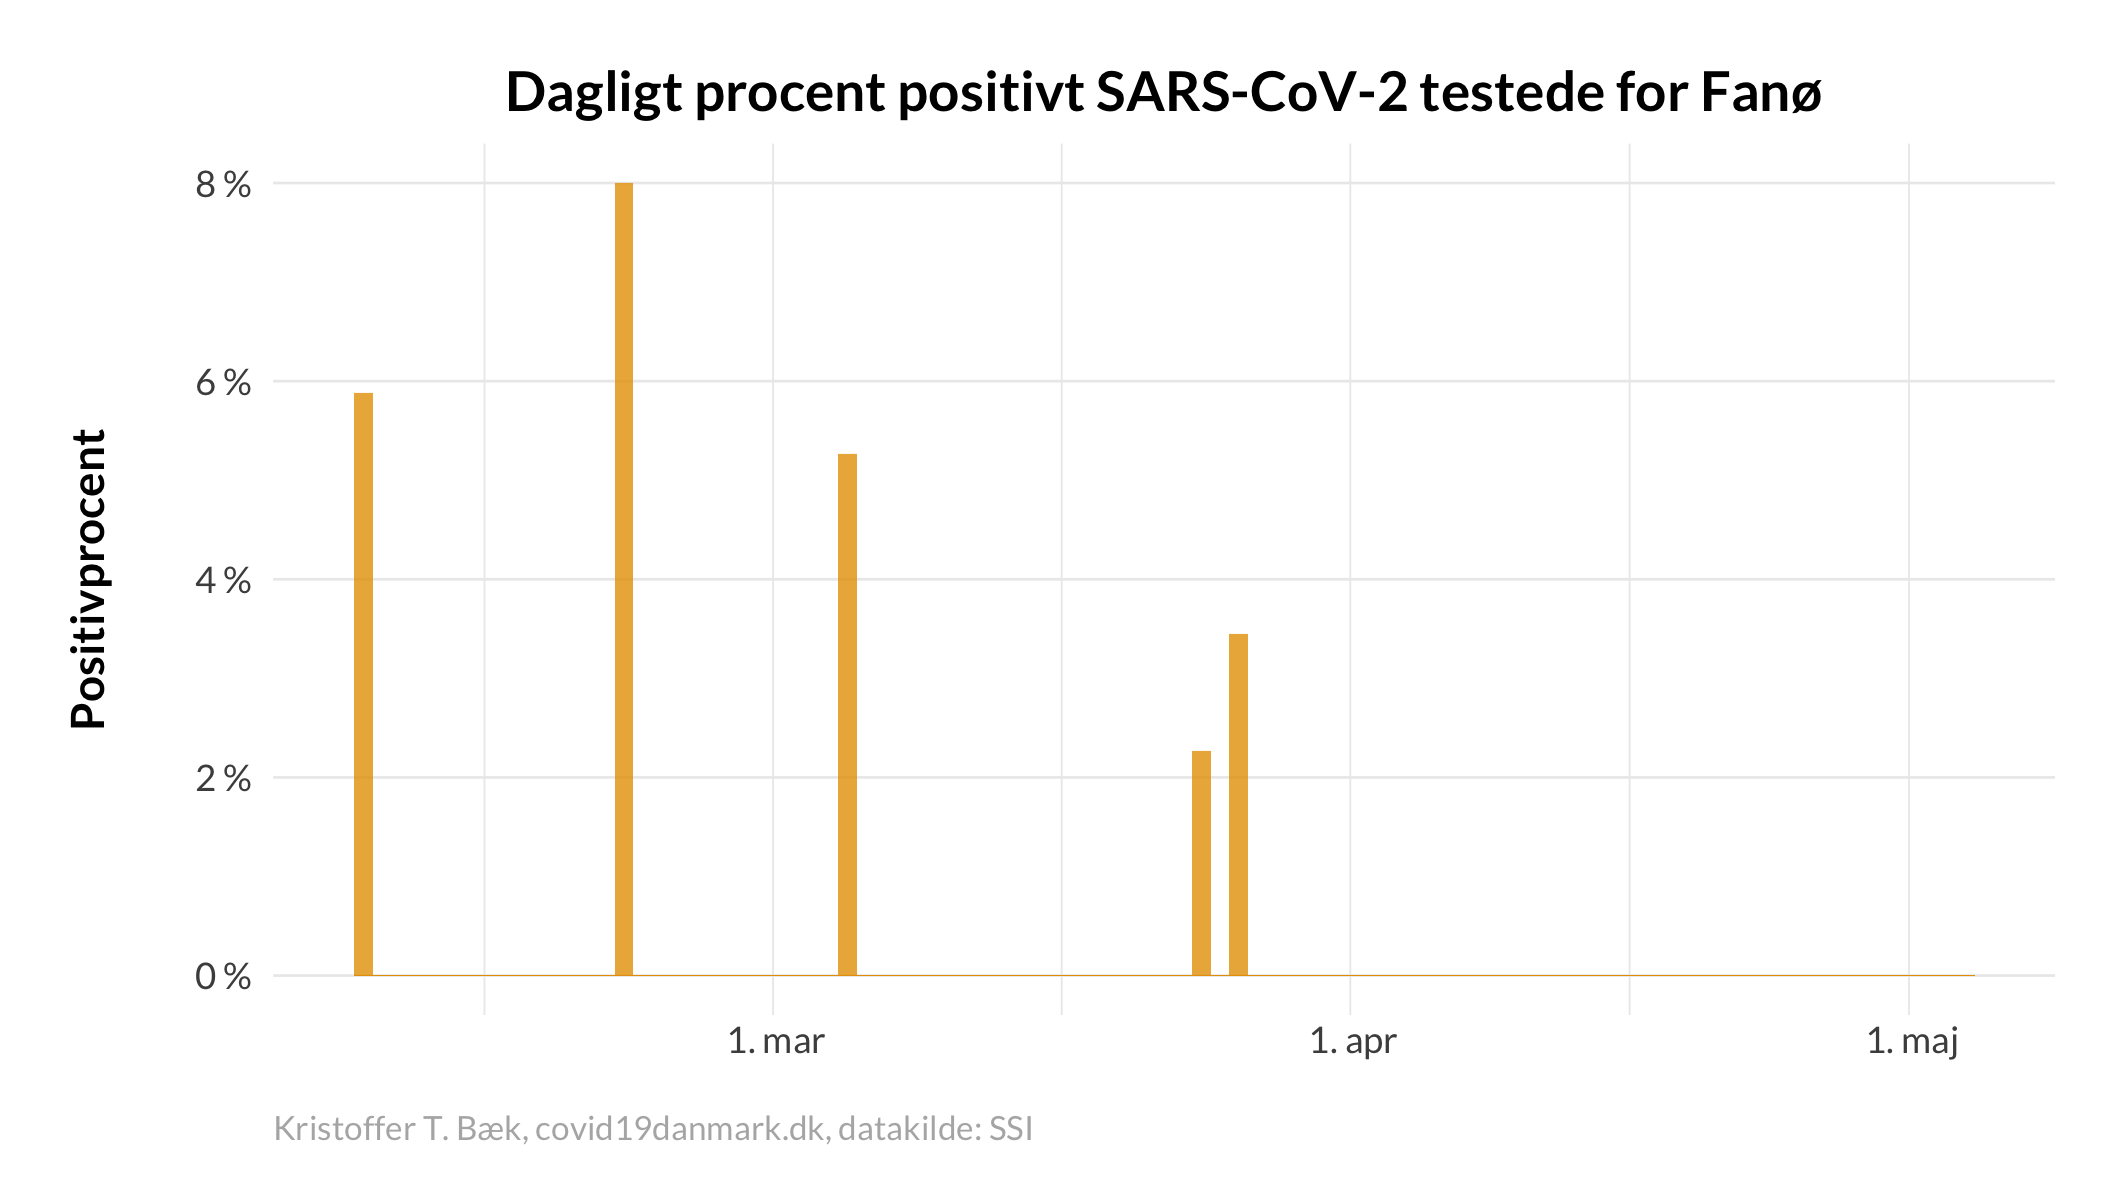 Dagligt procent positivt SARS-CoV-2 testede for Fanø
Positivprocent
8 %
6 %
4 %
2 %
0 %
1. mar
1. apr
1. maj
Kristoffer T. Bæk, covid19danmark.dk, datakilde: SSI